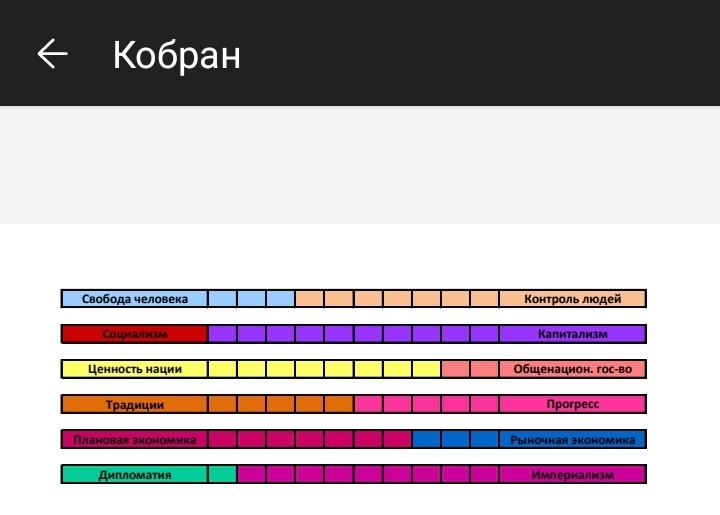 Кобран
Свобода человека Контроль людей
Социализм Капитализм
Ценность нации Общенацион. гос-во
Традиции Прогресс
Плановая экономика Рыночная экономика
Дипломатия Империализм